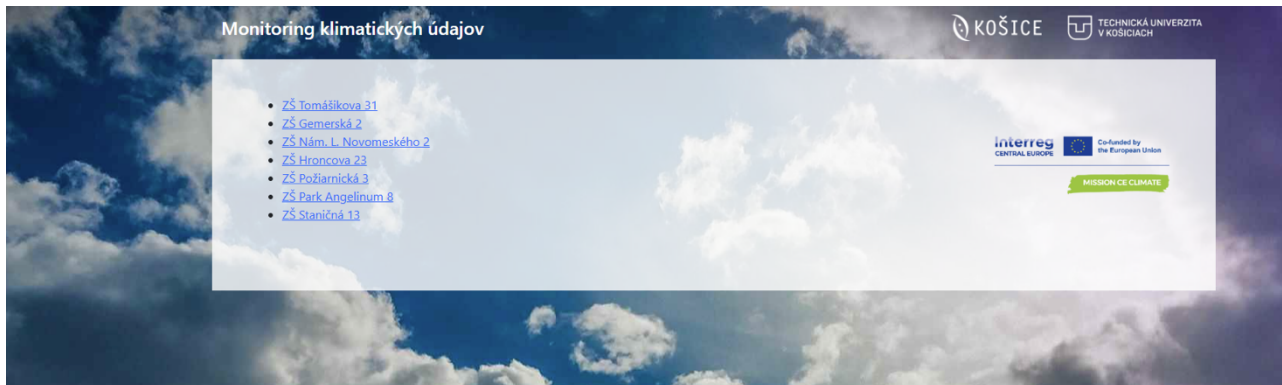 Monitoring klimatických údajov
KOŠICE
TECHNICKÁ UNIVERZITA
V KOŠICIACH
ZŠ Tomášikova 31
ZŠ Gemerská 2
ZŠ Nám. L. Novomeského 2
ZŠ Hroncova 23
ZŠ Požiarnická 3
ZŠ Park Angelinum 8
ZŠ Staničná 13
Interreg
CENTRAL EUROPE
Co-funded by
the European Union
MISSION CE CLIMATE